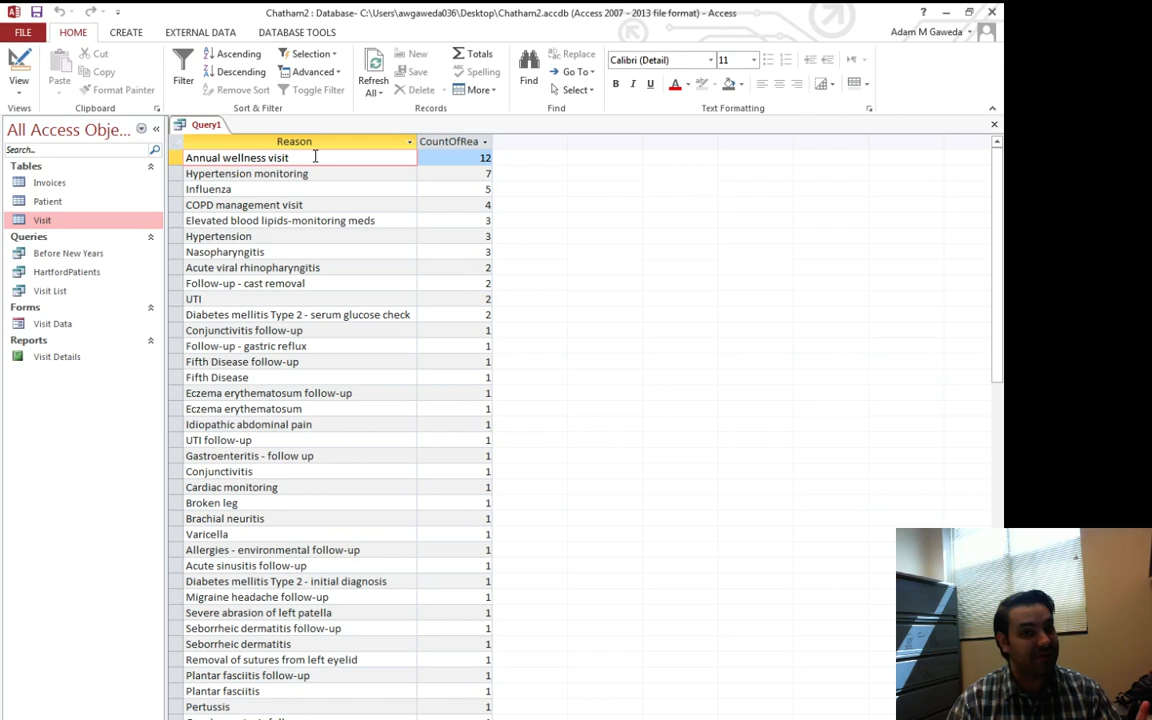 Chatham2 : Database- C:\Users\awgaweda036\Desktop\Chatham2.accdb (Access 2007 - 2013 file format) - Access
FILE HOME CREATE EXTERNAL DATA DATABASE TOOLS Adam M Gaweda
View
Views
Paste
Cut
Copy
Format Painter
Clipboard
Filter
Ascending
Descending
Remove Sort
Selection
Advanced
Toggle Filter
Sort & Filter
Refresh
All
New
Save
Delete
Totals
Spelling
More
Records
Find
Replace
Go To
Select
Find
Calibri (Detail) 11
B I U A
Text Formatting
All Access Obje...
Search...
Tables
Invoices
Patient
Visit
Queries
Before New Years
HartfordPatients
Visit List
Forms
Visit Data
Reports
Visit Details
Query1
Reason CountOfRea
Annual wellness visit 12
Hypertension monitoring 7
Influenza 5
COPD management visit 4
Elevated blood lipids-monitoring meds 3
Hypertension 3
Nasopharyngitis 3
Acute viral rhinopharyngitis 2
Follow-up - cast removal 2
UTI 2
Diabetes mellitis Type 2 - serum glucose check 2
Conjunctivitis follow-up 1
Follow-up - gastric reflux 1
Fifth Disease follow-up 1
Fifth Disease 1
Eczema erythematosum follow-up 1
Eczema erythematosum 1
Idiopathic abdominal pain 1
UTI follow-up 1
Gastroenteritis - follow up 1
Conjunctivitis 1
Cardiac monitoring 1
Broken leg 1
Brachial neuritis 1
Varicella 1
Allergies - environmental follow-up 1
Acute sinusitis follow-up 1
Diabetes mellitis Type 2 - initial diagnosis 1
Migraine headache follow-up 1
Severe abrasion of left patella 1
Seborrheic dermatitis follow-up 1
Seborrheic dermatitis 1
Removal of sutures from left eyelid 1
Plantar fasciitis follow-up 1
Plantar fasciitis 1
Pertussis 1